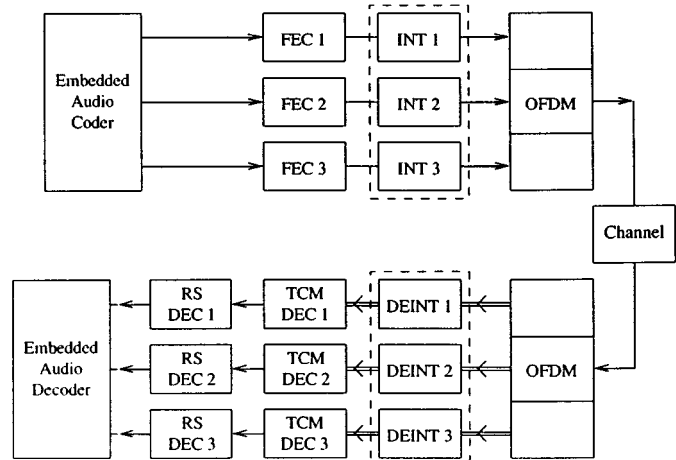 FEC 1
INT 1
Embedded
Audio
Coder
FEC 2
INT 2
OFDM
FEC 3
INT 3
Channel
RS
DEC 1
TCM
DEC 1
DEINT 1
Embedded
Audio
Decoder
RS
DEC 2
TCM
DEC 2
DEINT 2
OFDM
RS
DEC 3
TCM
DEC 3
DEINT 3